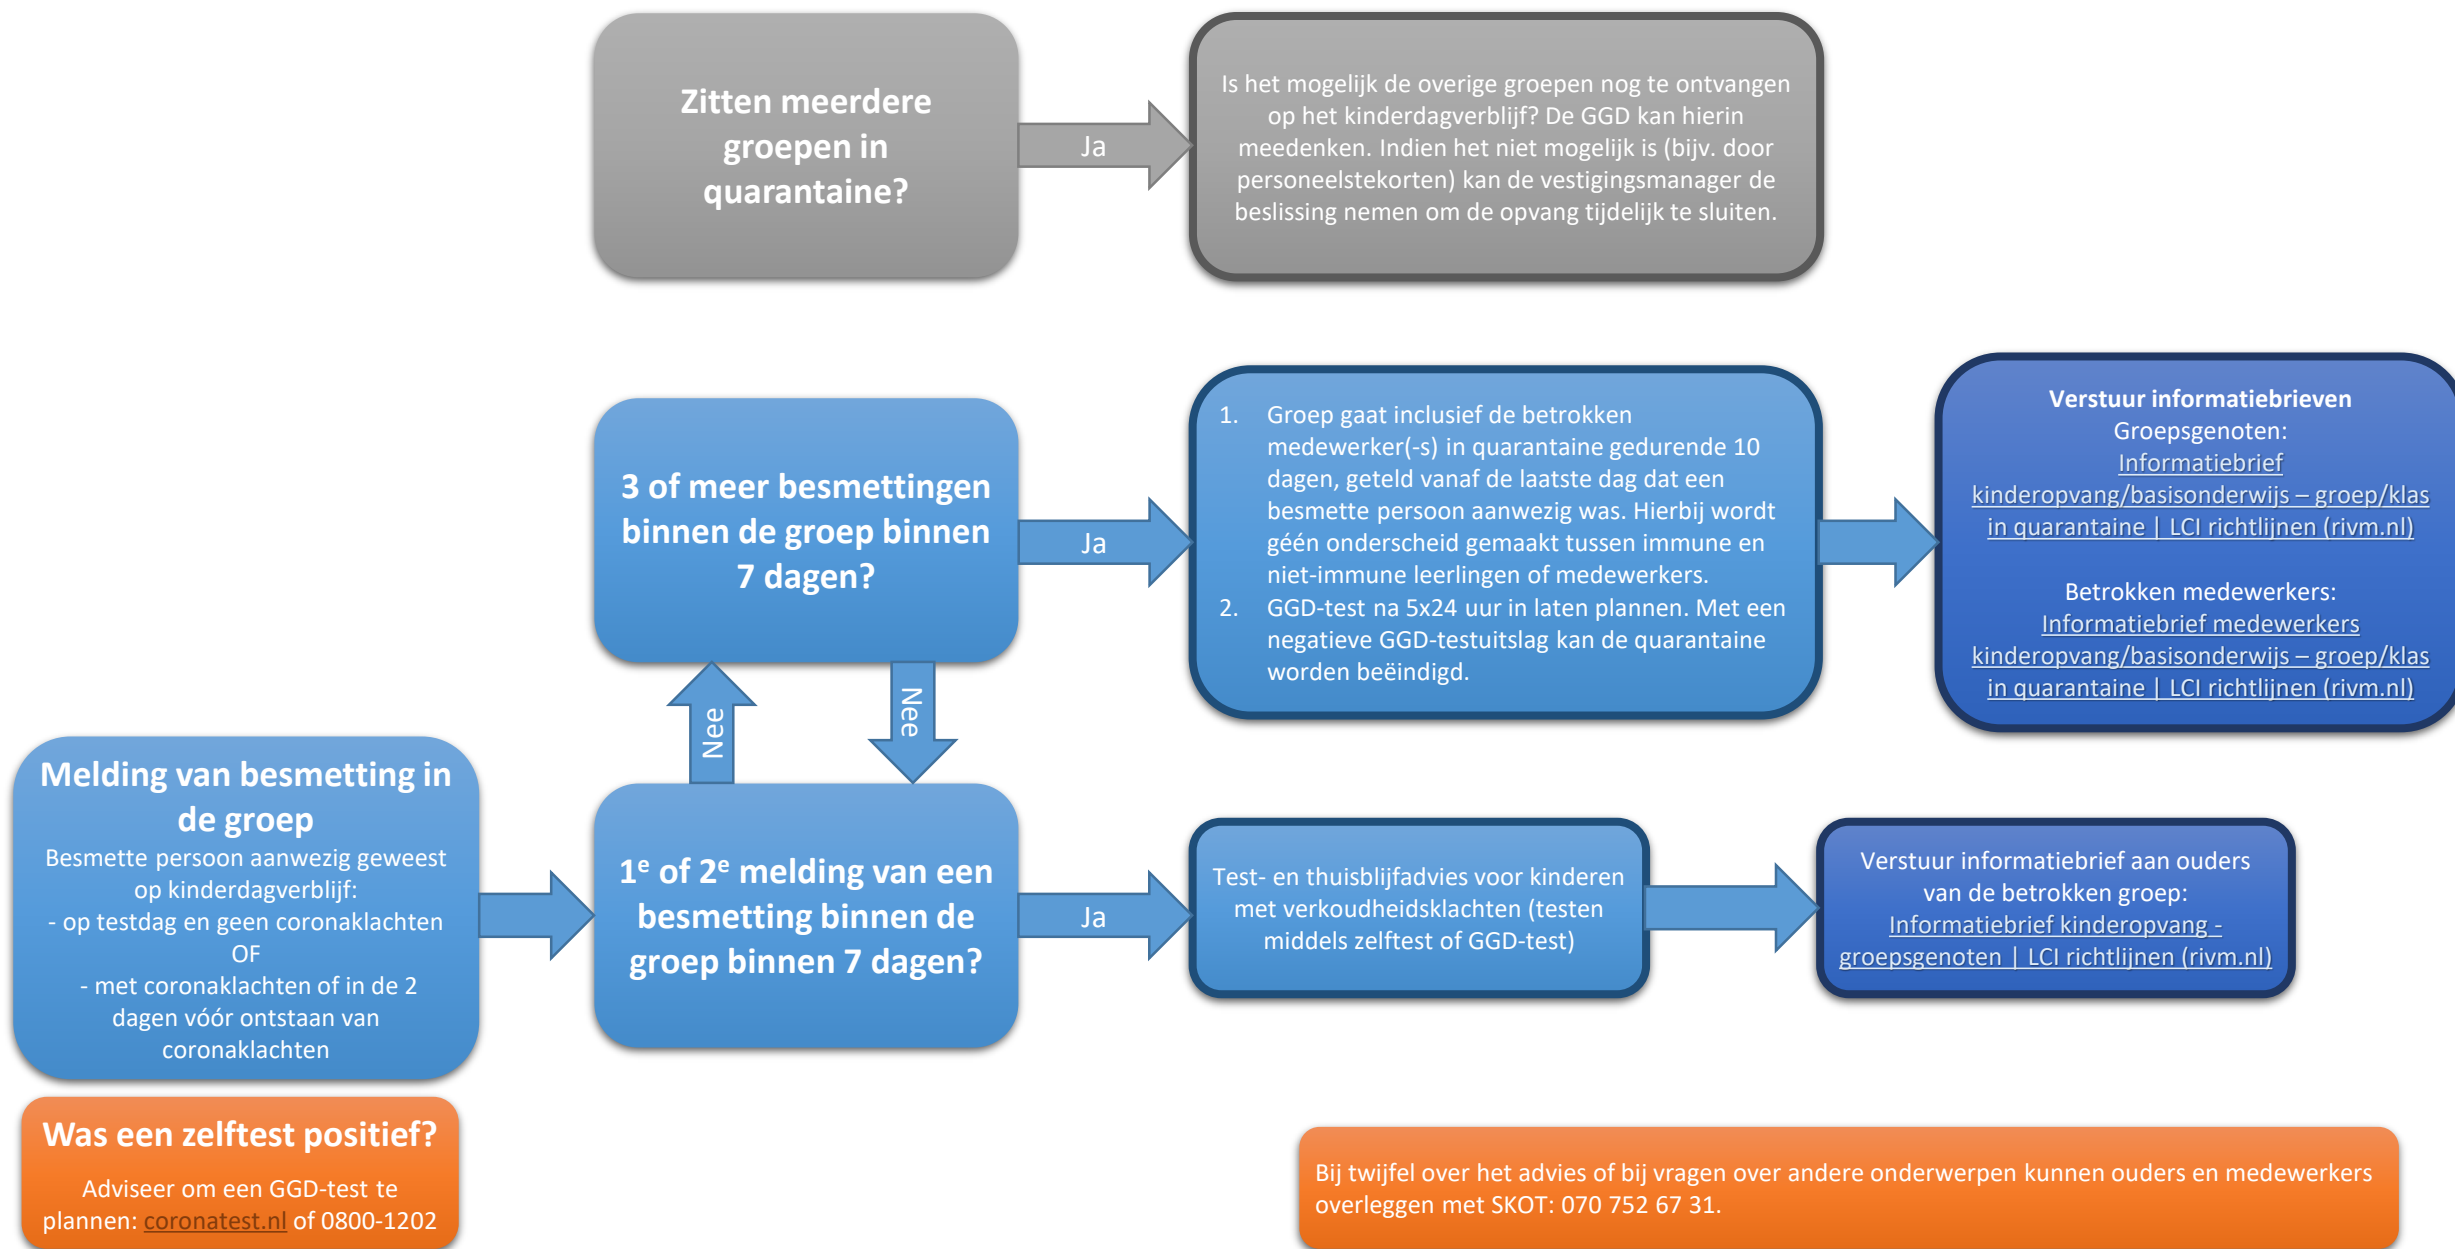 Zitten meerdere
groepen in
quarantaine?
Ja
Is het mogelijk de overige groepen nog te ontvangen
op het kinderdagverblijf? De GGD kan hierin
meedenken. Indien het niet mogelijk is (bijv. door
personeelstekorten) kan de vestigingsmanager de
beslissing nemen om de opvang tijdelijk te sluiten.
3 of meer besmettingen
binnen de groep binnen
7 dagen?
Ja
1. Groep gaat inclusief de betrokken
medewerker(-s) in quarantaine gedurende 10
dagen, geteld vanaf de laatste dag dat een
besmette persoon aanwezig was. Hierbij wordt
géén onderscheid gemaakt tussen immune en
niet-immune leerlingen of medewerkers.
2. GGD-test na 5x24 uur in laten plannen. Met een
negatieve GGD-testuitslag kan de quarantaine
worden beëindigd.
Verstuur informatiebrieven
Groepsgenoten:
Informatiebrief
kinderopvang/basisonderwijs – groep/klas
in quarantaine | LCI richtlijnen (rivm.nl)
Betrokken medewerkers:
Informatiebrief medewerkers
kinderopvang/basisonderwijs – groep/klas
in quarantaine | LCI richtlijnen (rivm.nl)
Nee
Nee
Melding van besmetting in
de groep
Besmette persoon aanwezig geweest
op kinderdagverblijf:
- op testdag en geen coronaklachten
OF
- met coronaklachten of in de 2
dagen vóór ontstaan van
coronaklachten
1e of 2e melding van een
besmetting binnen de
groep binnen 7 dagen?
Ja
Test- en thuisblijfadvies voor kinderen
met verkoudheidsklachten (testen
middels zelftest of GGD-test)
Verstuur informatiebrief aan ouders
van de betrokken groep:
Informatiebrief kinderopvang -
groepsgenoten | LCI richtlijnen (rivm.nl)
Was een zelftest positief?
Adviseer om een GGD-test te
plannen: coronatest.nl of 0800-1202
Bij twijfel over het advies of bij vragen over andere onderwerpen kunnen ouders en medewerkers
overleggen met SKOT: 070 752 67 31.